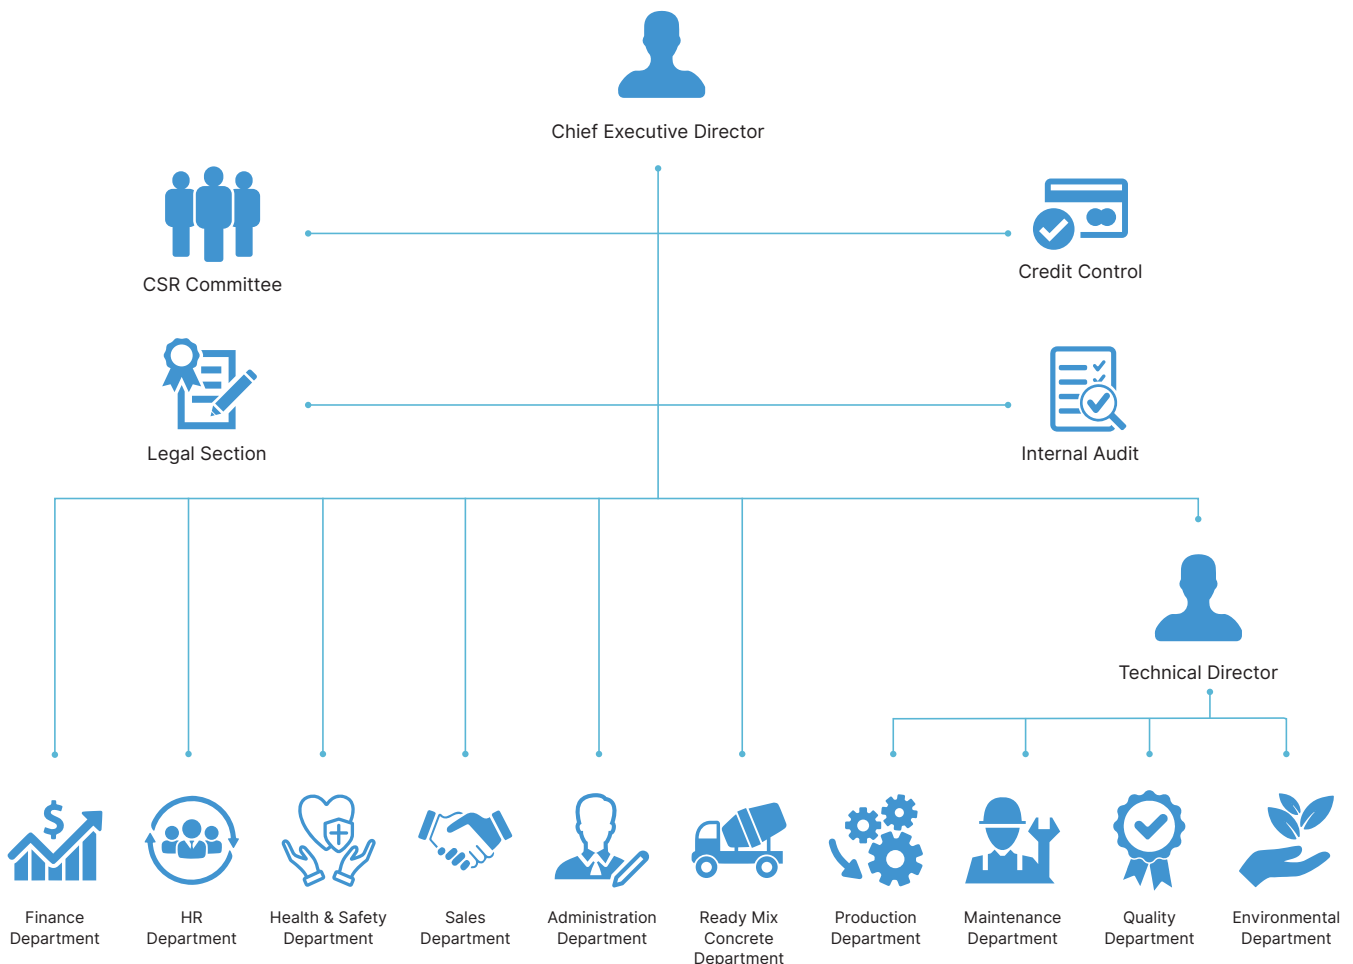 Chief Executive Director
CSR Committee
Credit Control
Legal Section
Internal Audit
Technical Director
$
Finance
Department
HR
Department
Health & Safety
Department
Sales
Department
Administration
Department
Ready Mix
Concrete
Department
Production
Department
Maintenance
Department
Quality
Department
Environmental
Department